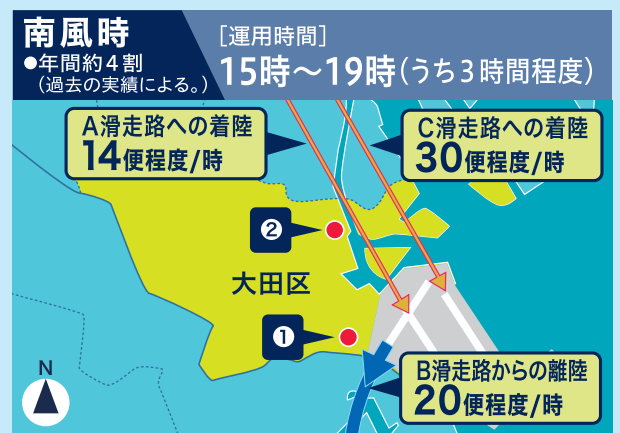 南風時
●年間約4割
(過去の実績による。)
［運用時間］
15時～19時(うち3時間程度)
A滑走路への着陸
14便程度/時
C滑走路への着陸
30便程度/時
❷
大田区
❶
B滑走路からの離陸
20便程度/時
N